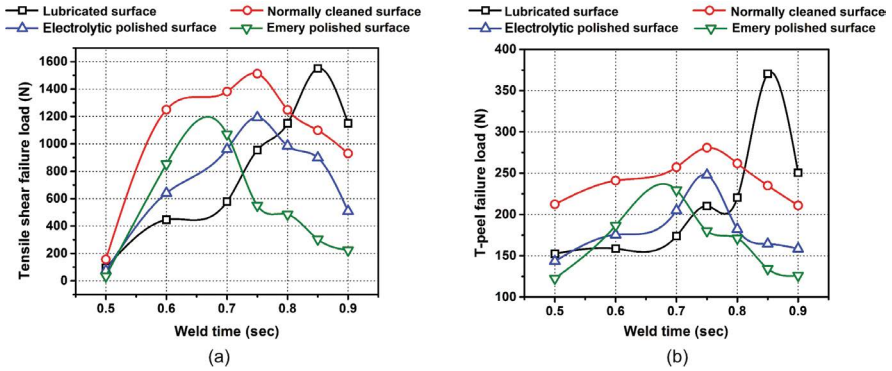 Lubricated surface Normally cleaned surface
Electrolytic polished surface Emery polished surface
1600
1400
1200
1000
800
600
400
200
0
Tensile shear failure load (N)
0.5 0.6 0.7 0.8 0.9
Weld time (sec)
(a)
(b)
Lubricated surface Normally cleaned surface
Electrolytic polished surface Emery polished surface
400
350
300
250
200
150
100
T-peel failure load (N)
0.5 0.6 0.7 0.8 0.9
Weld time (sec)
(b)